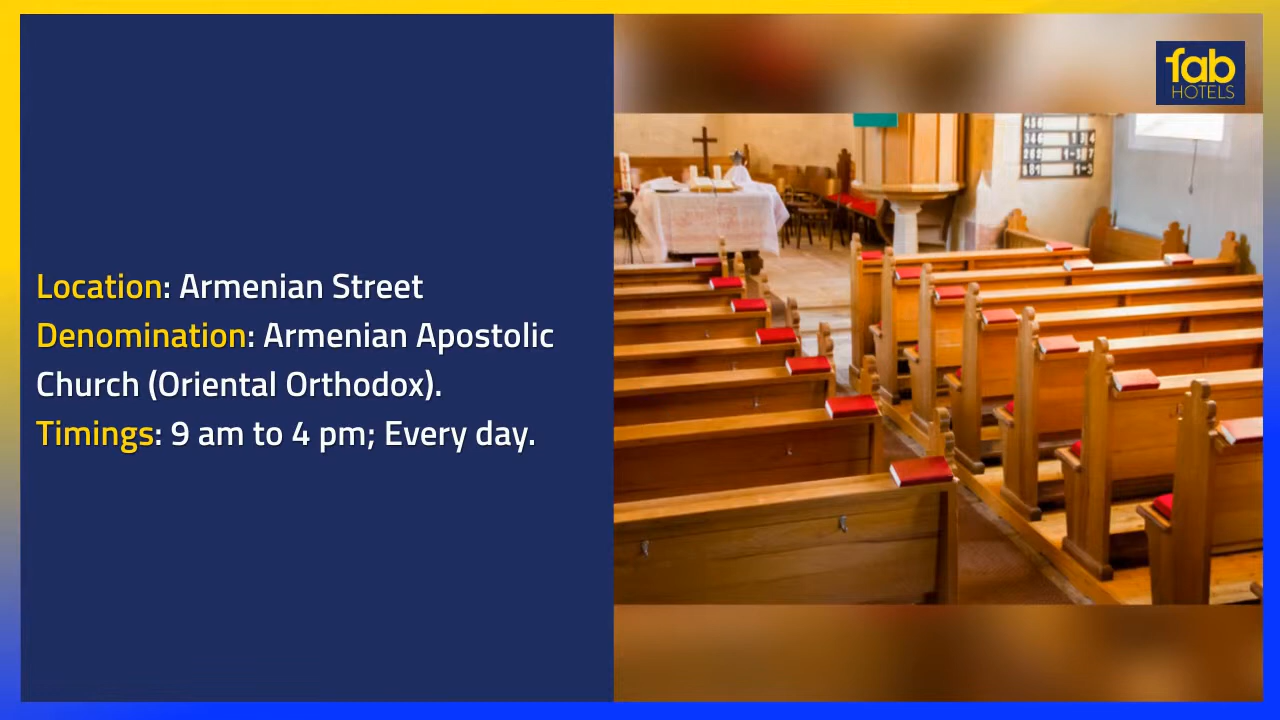 fab
HOTELS
Location: Armenian Street
Denomination: Armenian Apostolic
Church (Oriental Orthodox).
Timings: 9 am to 4 pm; Every day.